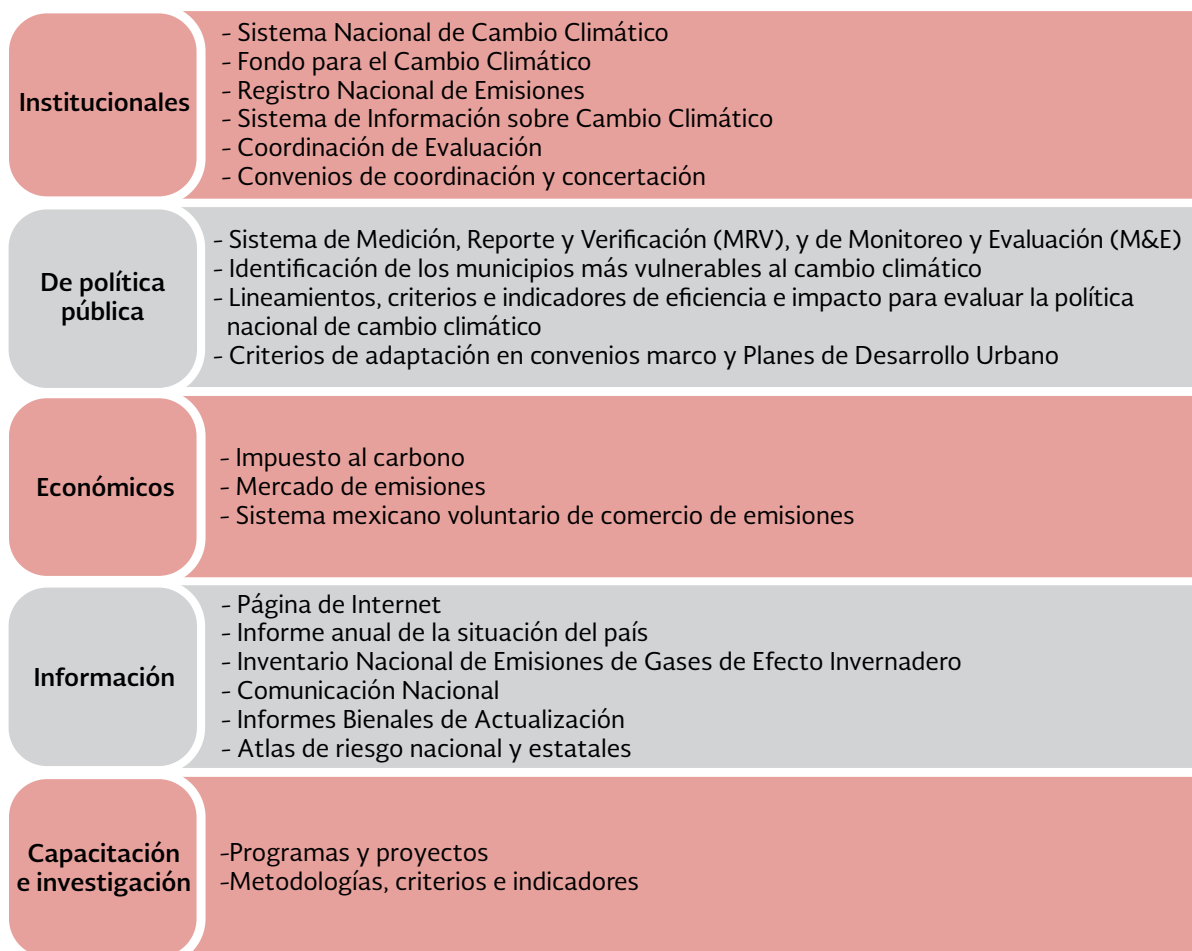 Institucionales
- Sistema Nacional de Cambio Climático
- Fondo para el Cambio Climático
- Registro Nacional de Emisiones
- Sistema de Información sobre Cambio Climático
- Coordinación de Evaluación
- Convenios de coordinación y concertación
De política
pública
- Sistema de Medición, Reporte y Verificación (MRV), y de Monitoreo y Evaluación (M&E)
- Identificación de los municipios más vulnerables al cambio climático
- Lineamientos, criterios e indicadores de eficiencia e impacto para evaluar la política
nacional de cambio climático
- Criterios de adaptación en convenios marco y Planes de Desarrollo Urbano
Económicos
- Impuesto al carbono
- Mercado de emisiones
- Sistema mexicano voluntario de comercio de emisiones
Información
- Página de Internet
- Informe anual de la situación del país
- Inventario Nacional de Emisiones de Gases de Efecto Invernadero
- Comunicación Nacional
- Informes Bienales de Actualización
- Atlas de riesgo nacional y estatales
Capacitación
e investigación
-Programas y proyectos
-Metodologías, criterios e indicadores